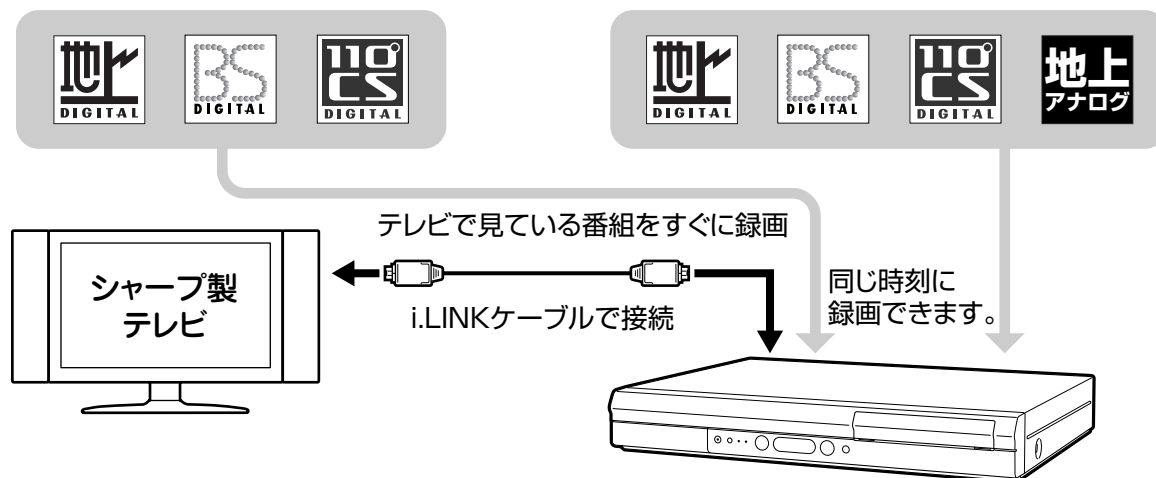 地上
DIGITAL
BS
DIGITAL
110°
CS
DIGITAL
地上
DIGITAL
BS
DIGITAL
110°
CS
DIGITAL
地上
アナログ
テレビで見ている番組をすぐに録画
シャープ製
テレビ
i.LINKケーブルで接続
同じ時刻に
録画できます。